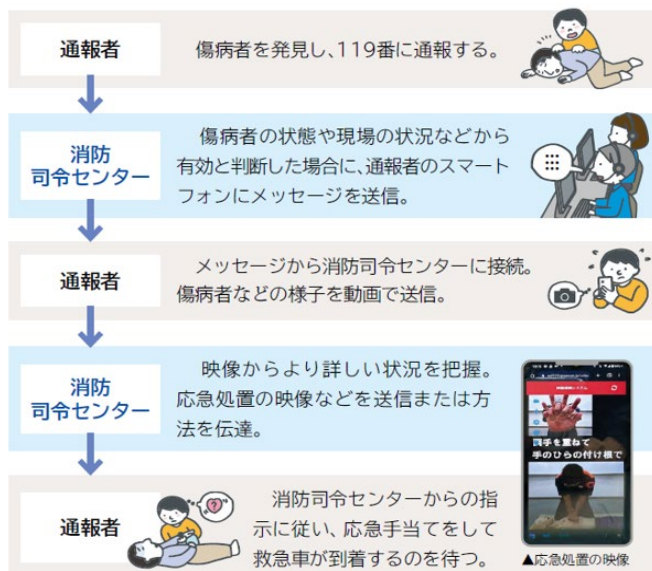 通報者
傷病者を発見し、119番に通報する。
消防
司令センター
傷病者の状態や現場の状況などから
有効と判断した場合に、通報者のスマート
フォンにメッセージを送信。
通報者
メッセージから消防司令センターに接続。
傷病者などの様子を動画で送信。
消防
司令センター
映像からより詳しい状況を把握。
応急処置の映像などを送信または方
法を伝達。
両手を重ねて
手のひらの付け根で
▲応急処置の映像
通報者
消防司令センターからの指
示に従い、応急手当てをして
救急車が到着するのを待つ。